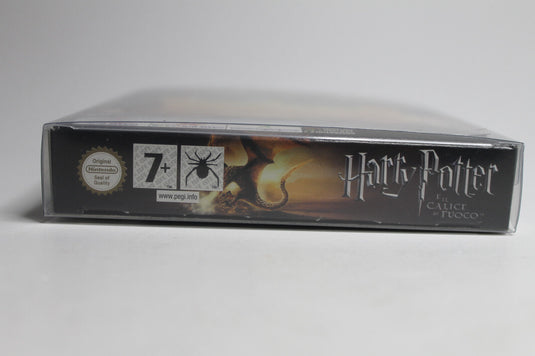 Original
Nintendo
Seal of
Quality
7+
www.pegi.info
Harry Potter
E IL
CALICE
DI FUOCO